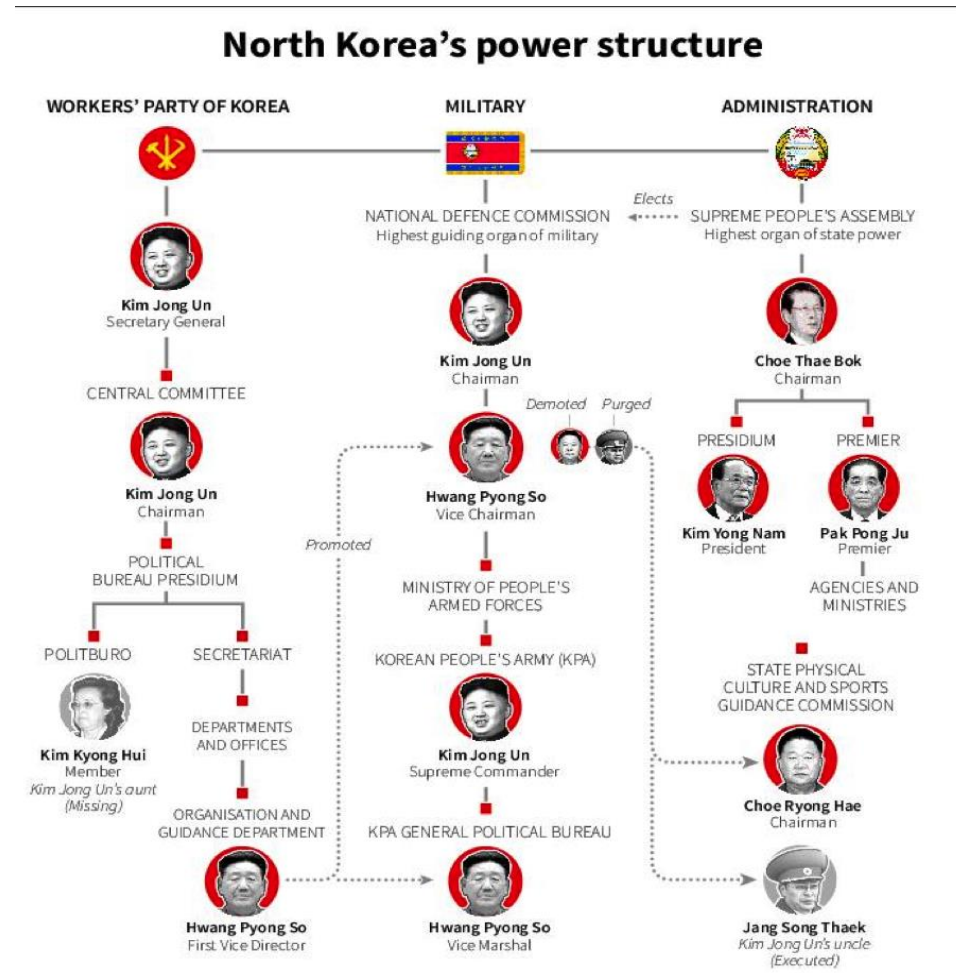 North Korea's power structure
WORKERS' PARTY OF KOREA
MILITARY
ADMINISTRATION
NATIONAL DEFENCE COMMISSION
Highest guiding organ of military
Elects
SUPREME PEOPLE'S ASSEMBLY
Highest organ of state power
Kim Jong Un
Secretary General
Kim Jong Un
Chairman
Choe Thae Bok
Chairman
CENTRAL COMMITTEE
Kim Jong Un
Chairman
Demoted
Purged
Hwang Pyong So
Vice Chairman
PRESIDIUM
Kim Yong Nam
President
PREMIER
Pak Pong Ju
Premier
Promoted
POLITICAL
BUREAU PRESIDIUM
MINISTRY OF PEOPLE'S
ARMED FORCES
AGENCIES AND
MINISTRIES
POLITBURO
Kim Kyong Hui
Member
Kim Jong Un's aunt
(Missing)
SECRETARIAT
DEPARTMENTS
AND OFFICES
ORGANISATION AND
GUIDANCE DEPARTMENT
Hwang Pyong So
First Vice Director
KOREAN PEOPLE'S ARMY (KPA)
Kim Jong Un
Supreme Commander
KPA GENERAL POLITICAL BUREAU
Hwang Pyong So
Vice Marshal
STATE PHYSICAL
CULTURE AND SPORTS
GUIDANCE COMMISSION
Choe Ryong Hae
Chairman
Jang Song Thaek
Kim Jong Un's uncle
(Executed)